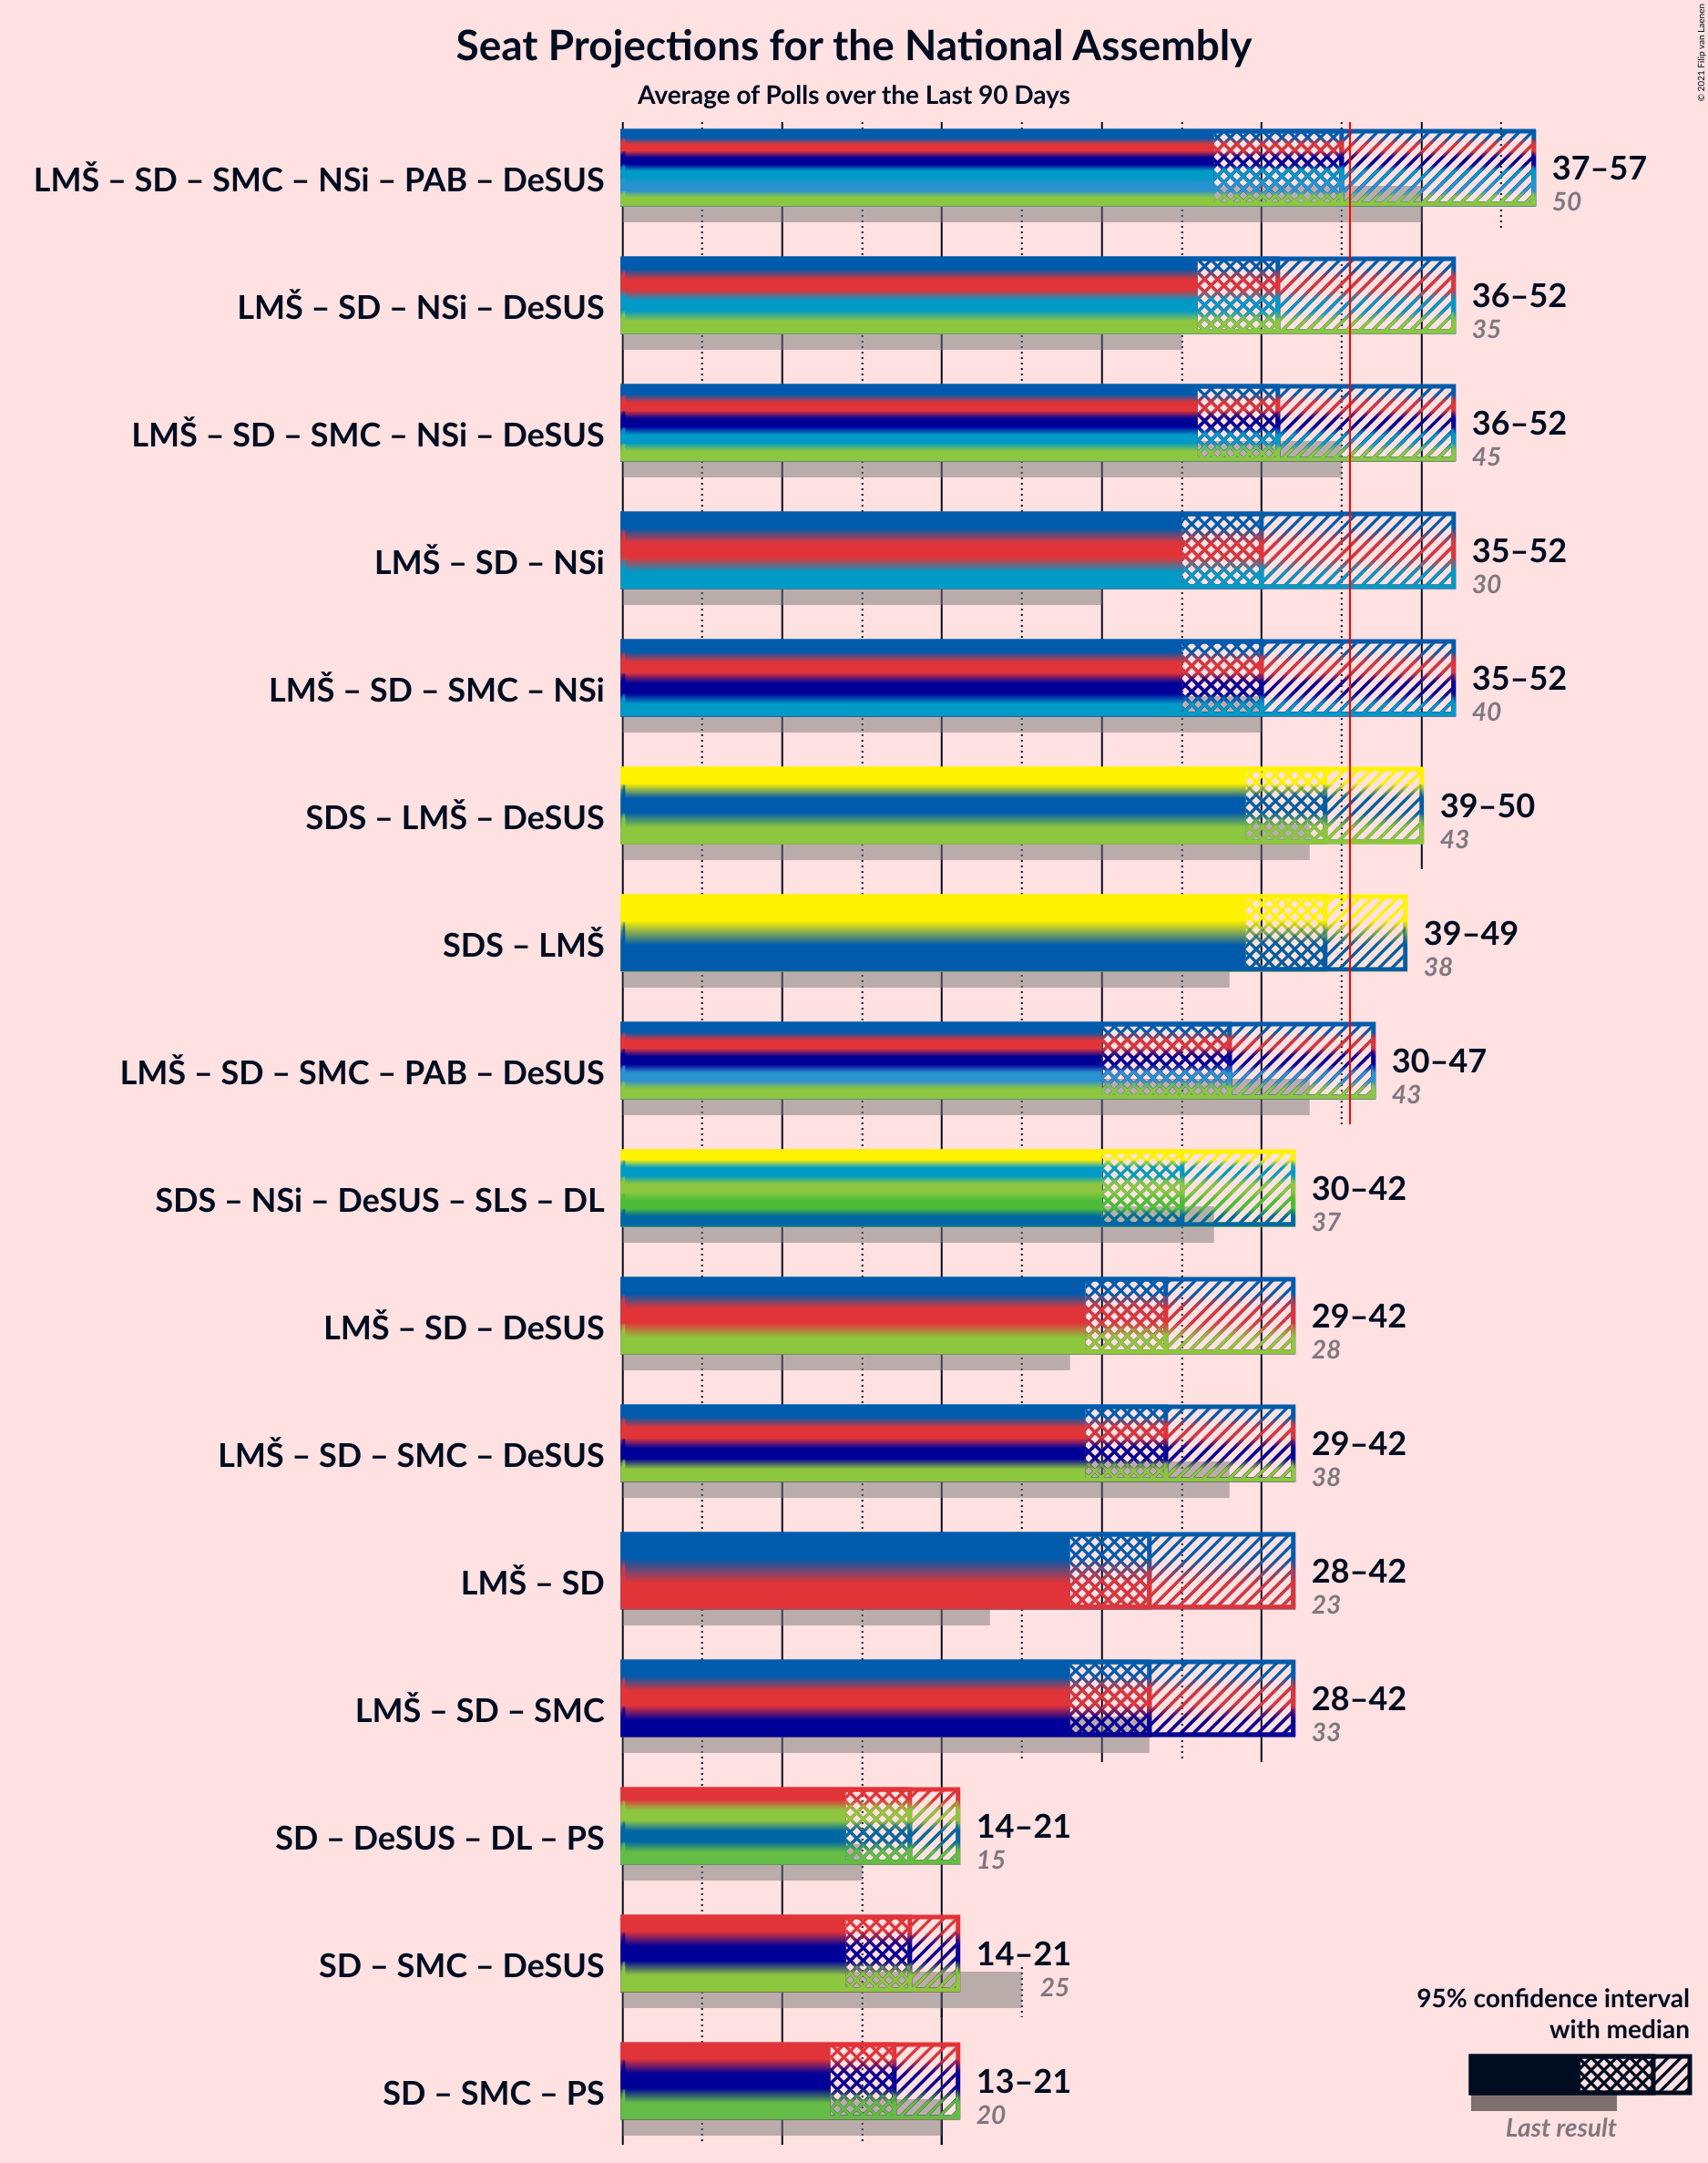 Seat Projections for the National Assembly
Average of Polls over the Last 90 Days
© 2021 Filip van Laenen
LMŠ – SD – SMC – NSi – PAB – DeSUS
37–57
50
LMŠ – SD – NSi – DeSUS
36–52
35
LMŠ – SD – SMC – NSi – DeSUS
36–52
45
LMŠ – SD – NSi
35–52
30
LMŠ – SD – SMC – NSi
35–52
40
SDS – LMŠ – DeSUS
39–50
43
SDS – LMŠ
39–49
38
LMŠ – SD – SMC – PAB – DeSUS
30–47
43
SDS – NSi – DeSUS – SLS – DL
30–42
37
LMŠ – SD – DeSUS
29–42
28
LMŠ – SD – SMC – DeSUS
29–42
38
LMŠ – SD
28–42
23
LMŠ – SD – SMC
28–42
33
SD – DeSUS – DL – PS
14–21
15
SD – SMC – DeSUS
14–21
25
SD – SMC – PS
13–21
20
95% confidence interval
with median
Last result